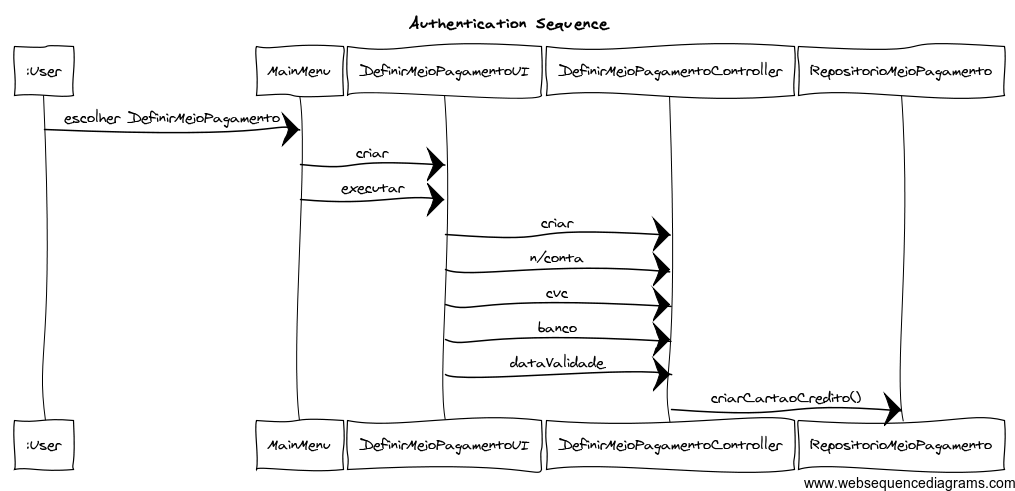 Authentication Sequence
:User
MainMenu
DefinirMeioPagamentoUI
DefinirMeioPagamentoController
RepositorioMeioPagamento
escolher DefinirMeioPagamento
criar
executar
criar
n/conta
cvc
banco
dataValidade
criarCartaoCredito()
:User
MainMenu
DefinirMeioPagamentoUI
DefinirMeioPagamentoController
RepositorioMeioPagamento
www.websequencediagrams.com